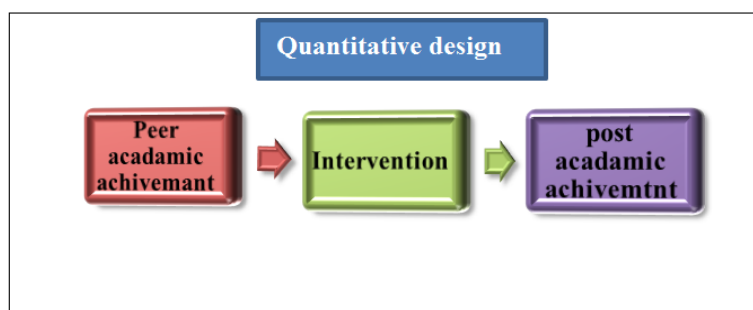 Quantitative design
Peer
acadamic
achivemant
Intervention
post
acadamic
achivemtnt